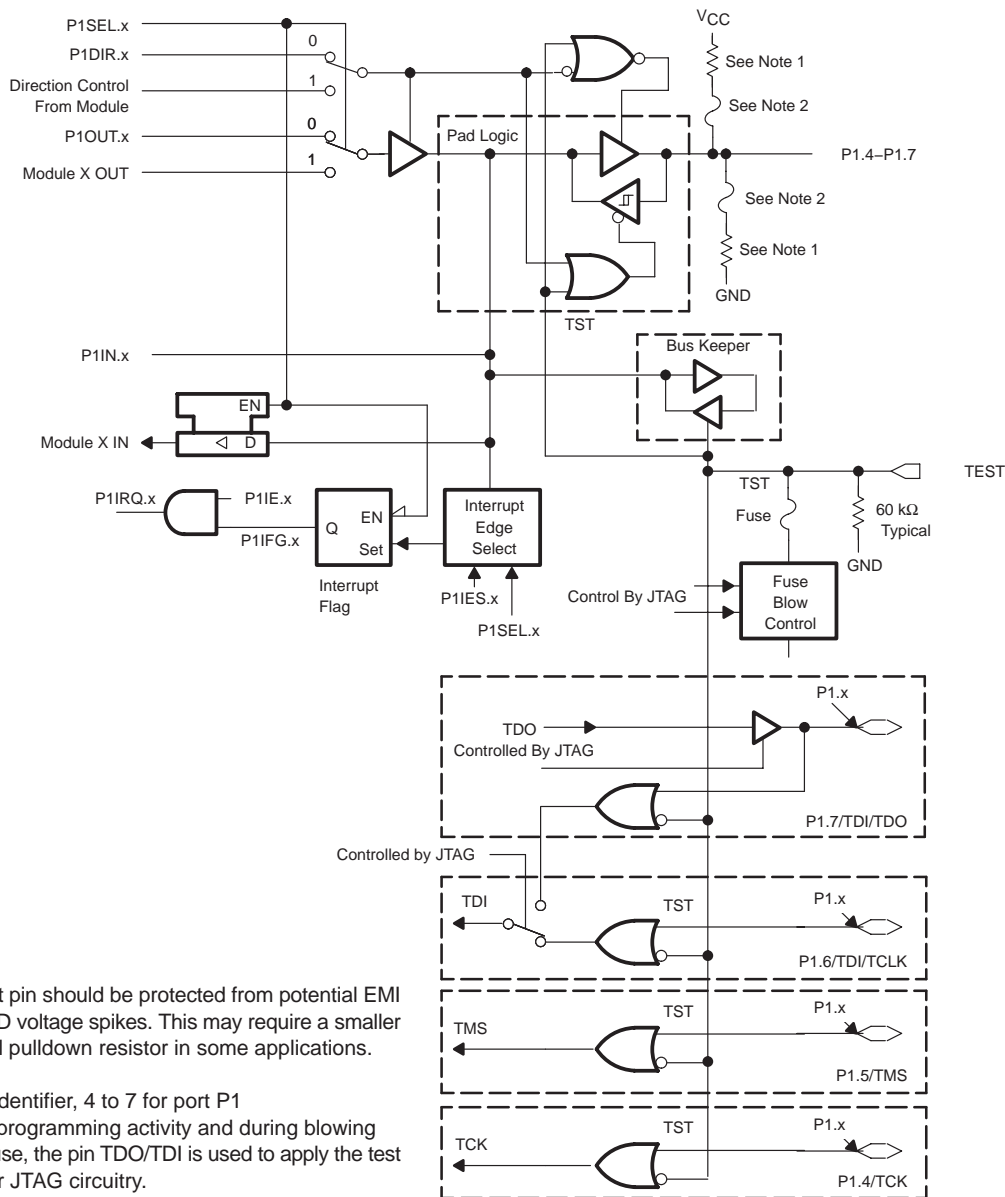 P1SEL.x
P1DIR.x
Direction Control
From Module
P1OUT.x
Module X OUT
0
1
0
1
Pad Logic
TST
VCC
See Note 1
See Note 2
P1.4–P1.7
See Note 2
See Note 1
GND
P1IN.x
Bus Keeper
EN
Module X IN
D
TEST
TST
Fuse
60 kΩ
Typical
GND
P1IRQ.x
P1IE.x
P1IFG.x
Q
EN
Set
Interrupt
Edge
Select
Interrupt
Flag
P1IES.x
P1SEL.x
Control By JTAG
Fuse
Blow
Control
P1.x
TDO
Controlled By JTAG
P1.7/TDI/TDO
Controlled by JTAG
TDI
TST
P1.x
P1.6/TDI/TCLK
TMS
TST
P1.x
P1.5/TMS
TCK
TST
P1.x
P1.4/TCK
t pin should be protected from potential EMI
D voltage spikes. This may require a smaller
l pulldown resistor in some applications.
dentifier, 4 to 7 for port P1
programming activity and during blowing
use, the pin TDO/TDI is used to apply the test
r JTAG circuitry.